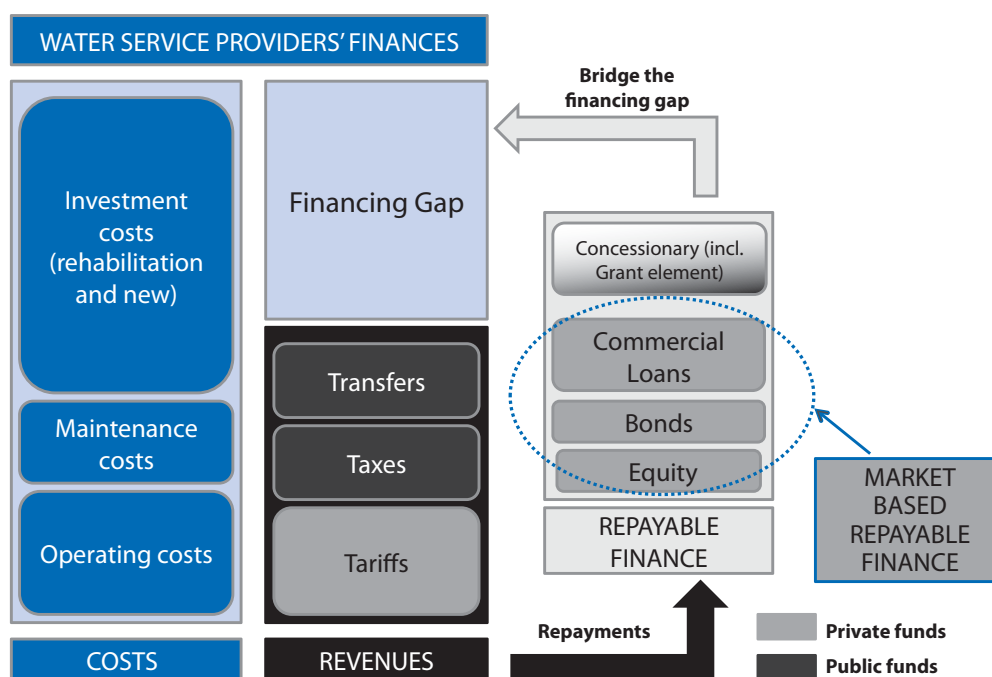 WATER SERVICE PROVIDERS’ FINANCES
Investment
costs
(rehabilitation
and new)
Maintenance
costs
Operating costs
COSTS
Financing Gap
Transfers
Taxes
Tariffs
REVENUES
Bridge the
financing gap
Concessionary (incl.
Grant element)
Commercial
Loans
Bonds
Equity
REPAYABLE
FINANCE
Repayments
MARKET
BASED
REPAYABLE
FINANCE
Private funds
Public funds